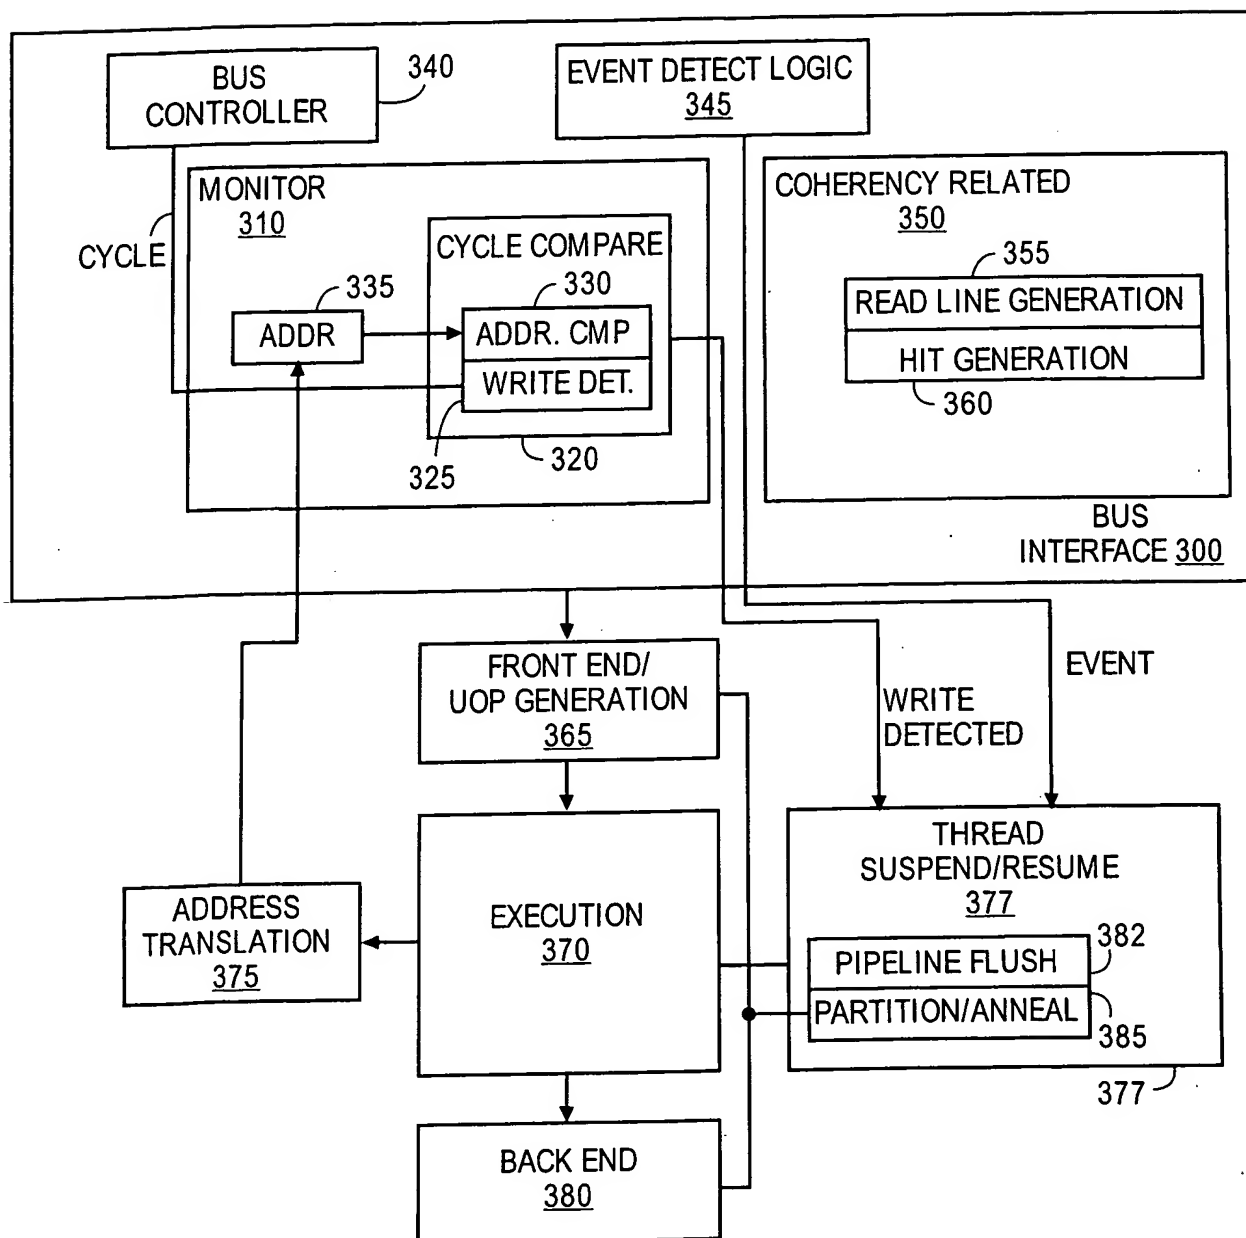 BUS
CONTROLLER
340
EVENT DETECT LOGIC
345
CYCLE
MONITOR
310
CYCLE COMPARE
335
330
ADDR
ADDR. CMP
WRITE DET.
325
320
COHERENCY RELATED
350
355
READ LINE GENERATION
HIT GENERATION
360
BUS
INTERFACE 300
FRONT END/
UOP GENERATION
365
WRITE
DETECTED
EVENT
ADDRESS
TRANSLATION
375
EXECUTION
370
THREAD
SUSPEND/RESUME
377
PIPELINE FLUSH
382
PARTITION/ANNEAL
385
377
BACK END
380